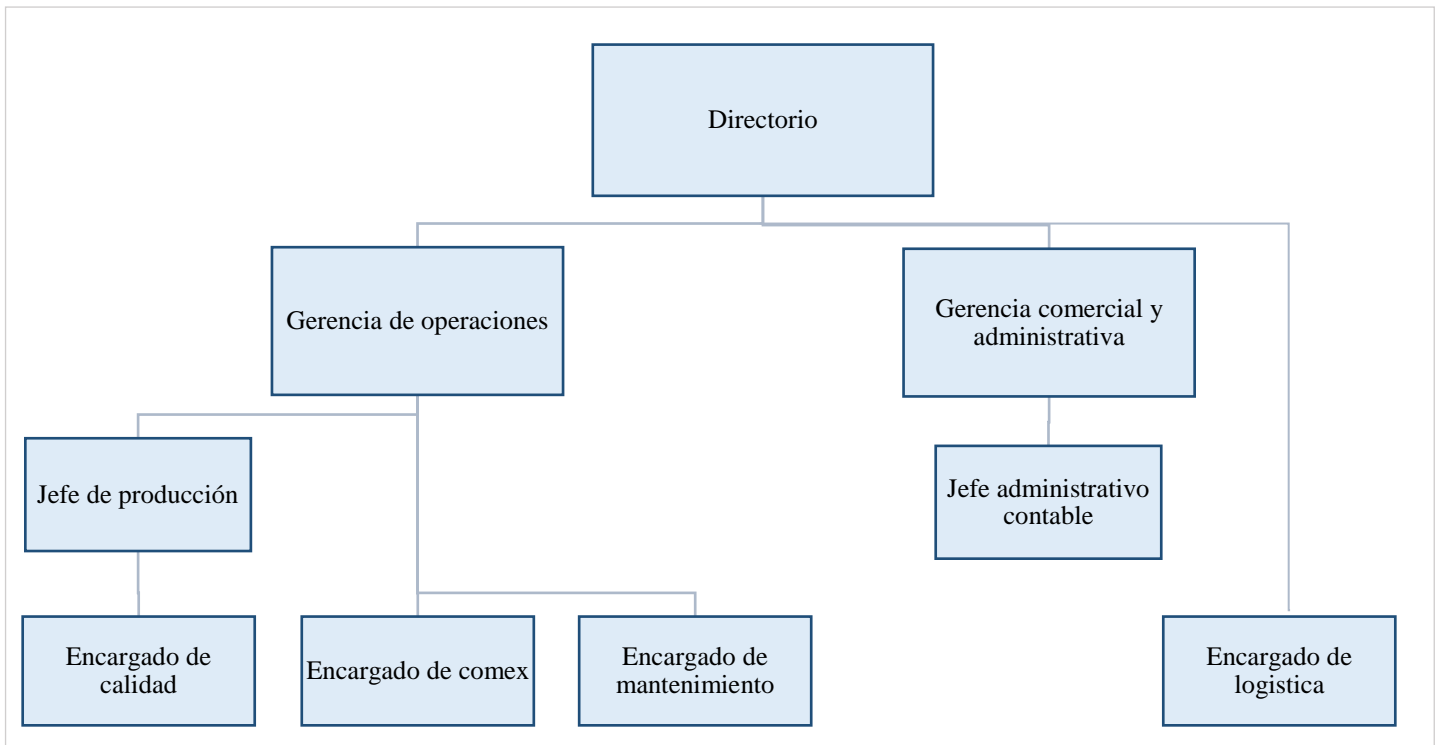 Directorio
Gerencia de operaciones
Gerencia comercial y
administrativa
Jefe de producción
Jefe administrativo
contable
Encargado de
calidad
Encargado de comex
Encargado de
mantenimiento
Encargado de
logistica